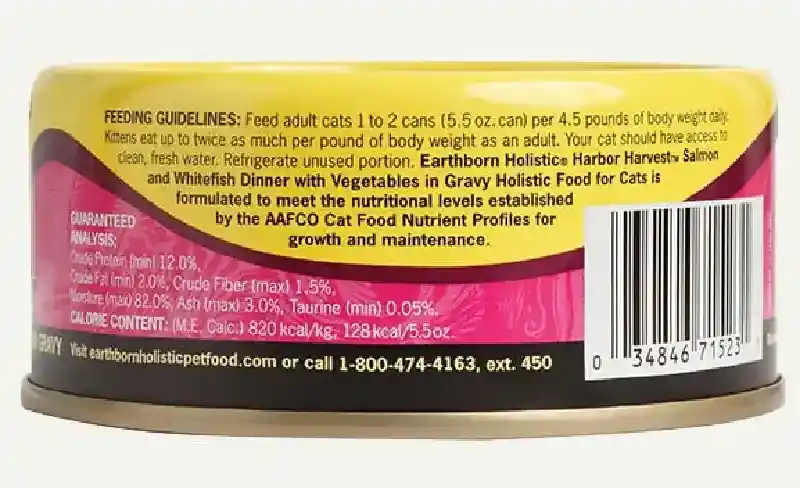 FEEDING GUIDELINES: Feed adult cats 1 to 2 cans (5.5 oz. can) per 4.5 pounds of body weight daily.
Kittens eat up to twice as much per pound of body weight as an adult. Your cat should have access to
clean, fresh water. Refrigerate unused portion. Earthborn Holistic® Harbor Harvest™ Salmon
and Whitefish Dinner with Vegetables in Gravy Holistic Food for Cats is
formulated to meet the nutritional levels established
by the AAFCO Cat Food Nutrient Profiles for
growth and maintenance.
GUARANTEED
ANALYSIS:
Crude Protein (min) 12.0%,
Crude Fat (min) 2.0%, Crude Fiber (max) 1.5%,
Moisture (max) 82.0%, Ash (max) 3.0%, Taurine (min) 0.05%.
CALORIE CONTENT: (M.E. Calc.) 820 kcal/kg, 128 kcal/5.5 oz.
GRAVY
Visit earthbornholisticpetfood.com or call 1-800-474-4163, ext. 450
0 34846 71523